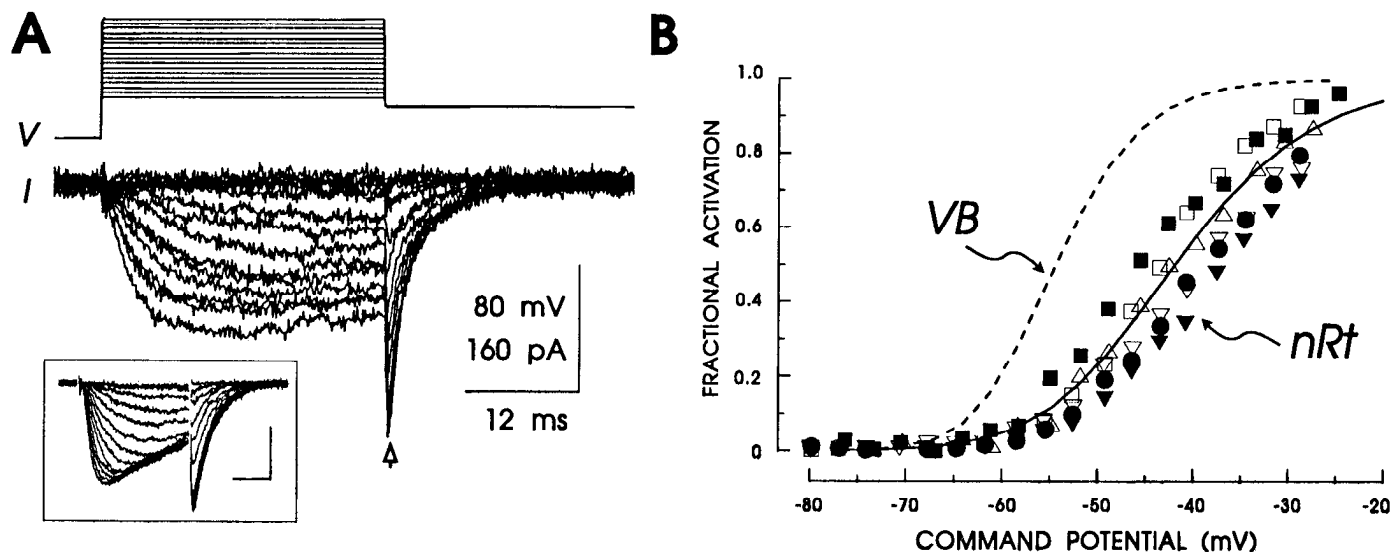 A
V
I
80 mV
160 pA
12 ms
B
FRACTIONAL ACTIVATION
1.0
0.8
0.6
0.4
0.2
0
VB
nRt
-80 -70 -60 -50 -40 -30 -20
COMMAND POTENTIAL (mV)